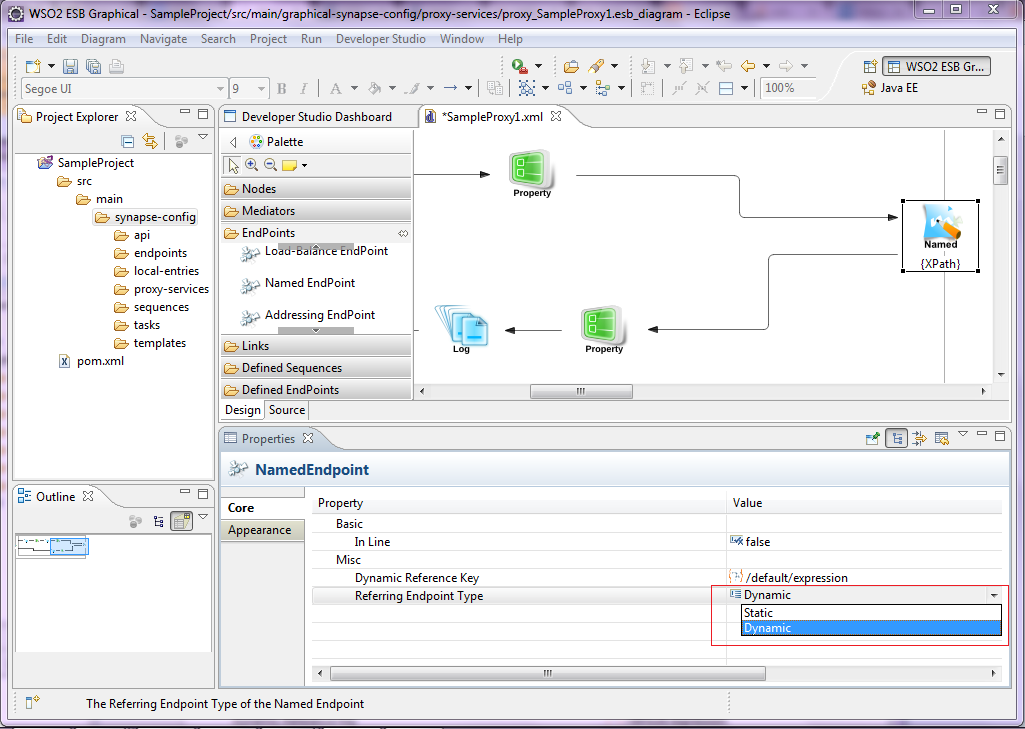 WSO2 ESB Graphical - SampleProject/src/main/graphical-synapse-config/proxy-services/proxy_SampleProxy1.esb_diagram - Eclipse
File Edit Diagram Navigate Search Project Run Developer Studio Window Help
WSO2 ESB Gr...
Segoe UI 9 B I A 100% Java EE
Project Explorer
SampleProject
src
main
synapse-config
api
endpoints
local-entries
proxy-services
sequences
tasks
templates
pom.xml
Developer Studio Dashboard *SampleProxy1.xml
Palette
Nodes
Mediators
EndPoints
Load-Balance EndPoint
Named EndPoint
Addressing EndPoint
Links
Defined Sequences
Defined EndPoints
Property
Named
{XPath}
Log
Property
Design Source
Outline
Properties
NamedEndpoint
Core
Appearance
Property Value
Basic
In Line false
Misc
Dynamic Reference Key /default/expression
Referring Endpoint Type Dynamic
Static
Dynamic
The Referring Endpoint Type of the Named Endpoint